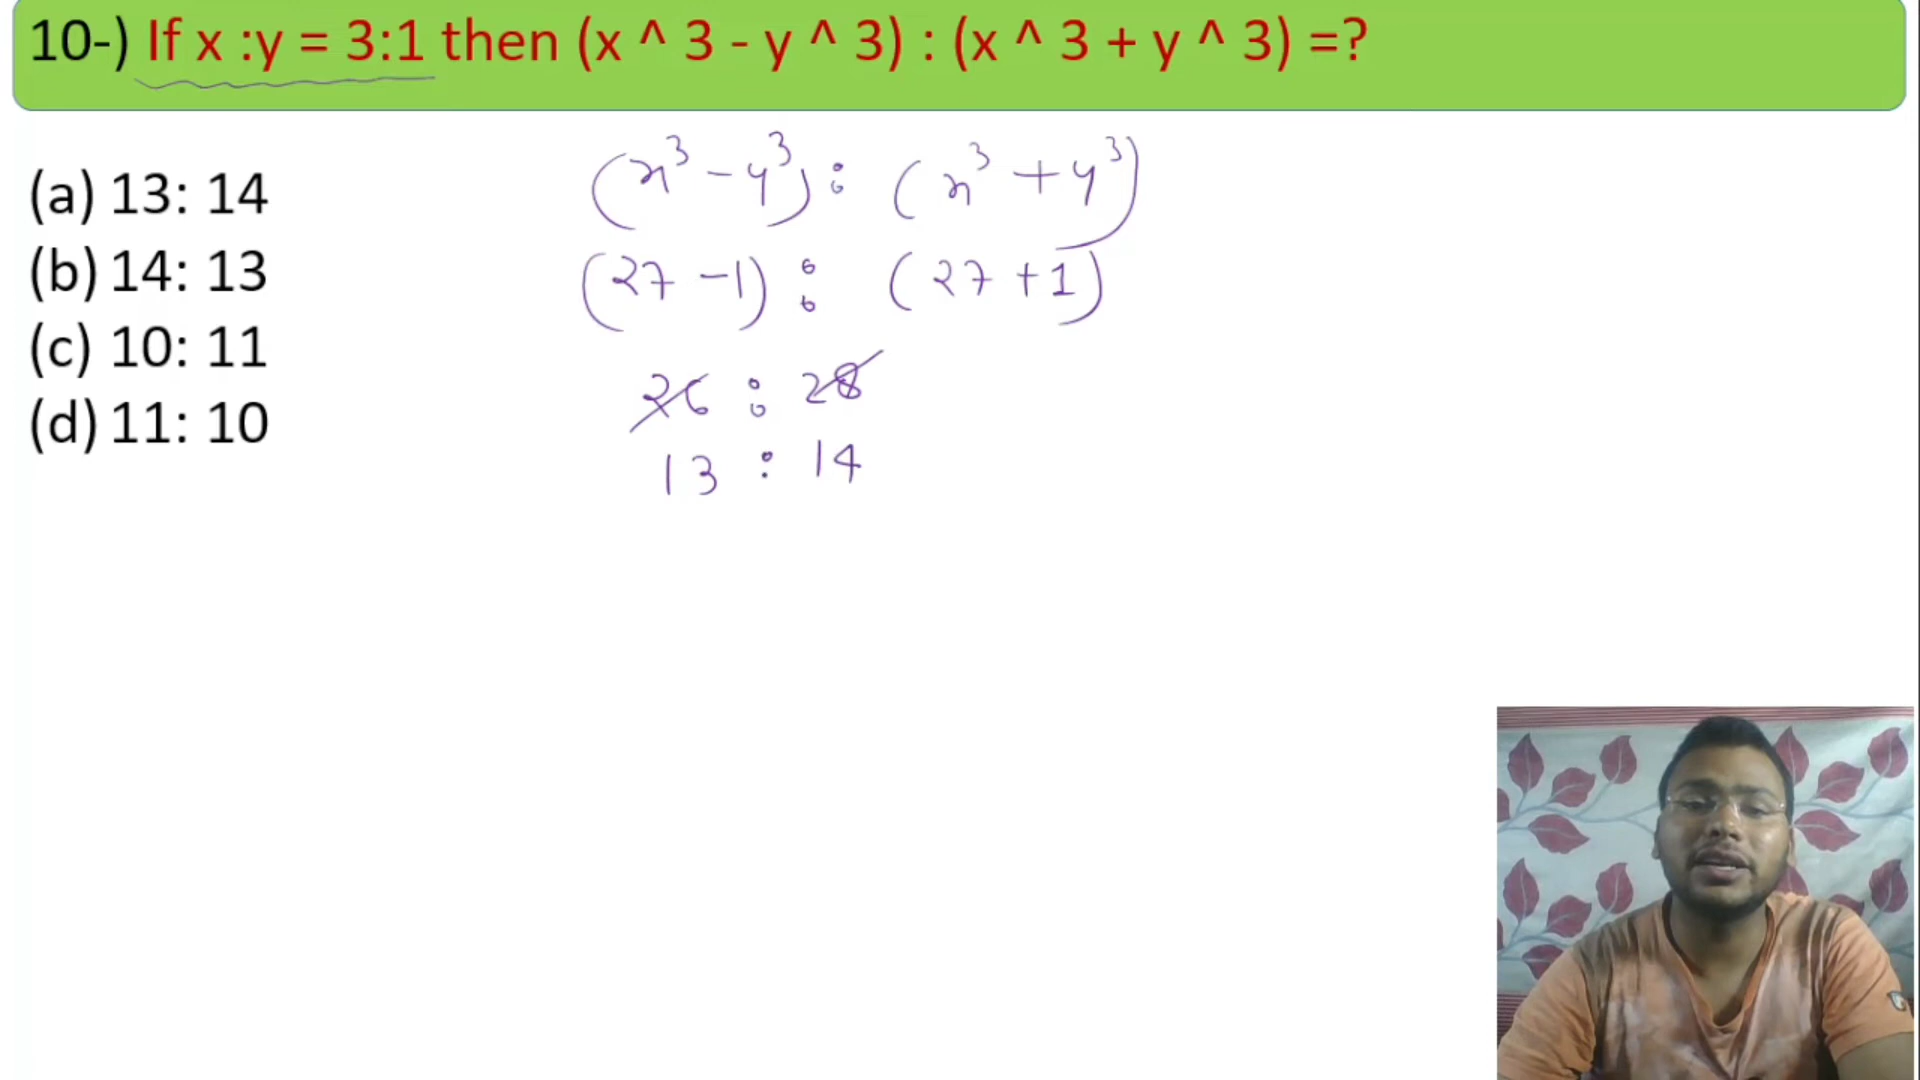 10-) If x :y = 3:1 then (x ^ 3 - y ^ 3) : (x ^ 3 + y ^ 3) =?
(a) 13: 14
(b) 14: 13
(c) 10: 11
(d) 11: 10
(x³ - y³) : (x³ + y³)
(27 - 1) : (27 + 1)
26 : 28
13 : 14